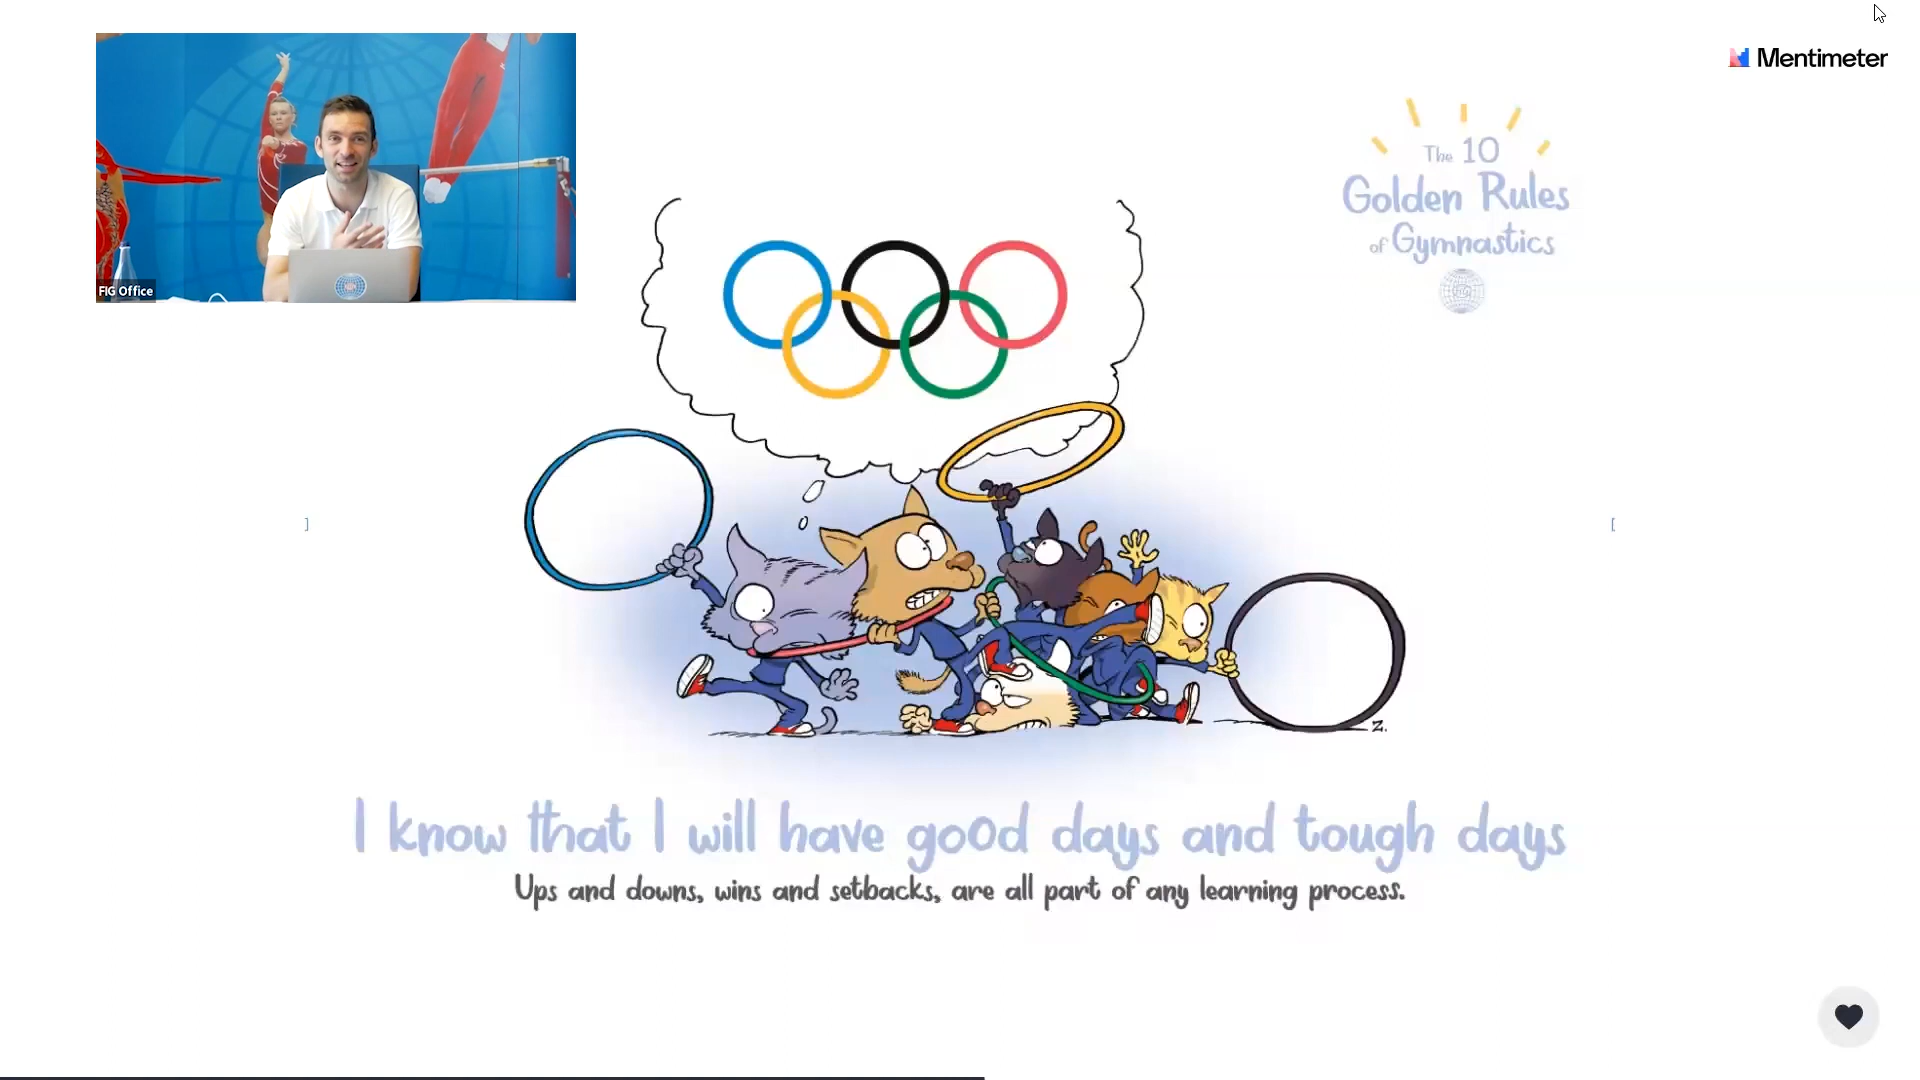 Mentimeter
FIG Office
The 10
Golden Rules
of Gymnastics
FIG
]
[
Z.
I know that I will have good days and tough days
Ups and downs, wins and setbacks, are all part of any learning process.